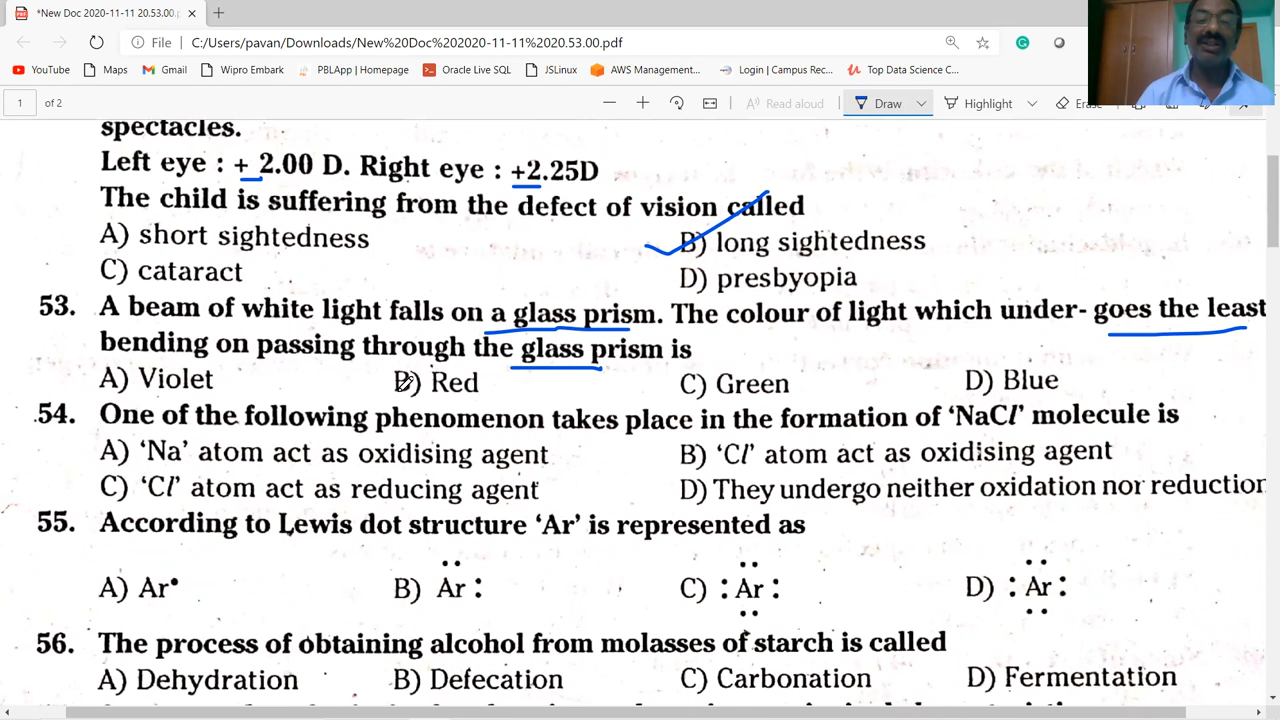 *New Doc 2020-11-11 20.53.00.p
File C:/Users/pavan/Downloads/New%20Doc%202020-11-11%2020.53.00.pdf
YouTube Maps Gmail Wipro Embark PBLApp | Homepage Oracle Live SQL JSLinux AWS Management... Login | Campus Rec... Top Data Science C...
1 of 2 Read aloud Draw Highlight Erase
spectacles.
Left eye : + 2.00 D. Right eye : +2.25D
The child is suffering from the defect of vision called
A) short sightedness B) long sightedness
C) cataract D) presbyopia
53. A beam of white light falls on a glass prism. The colour of light which under- goes the least
bending on passing through the glass prism is
A) Violet B) Red C) Green D) Blue
54. One of the following phenomenon takes place in the formation of ‘NaCl’ molecule is
A) ‘Na’ atom act as oxidising agent B) ‘Cl’ atom act as oxidising agent
C) ‘Cl’ atom act as reducing agent D) They undergo neither oxidation nor reduction
55. According to Lewis dot structure ‘Ar’ is represented as
A) Ar• B) Ar : C) : Ar : D) : Ar :
56. The process of obtaining alcohol from molasses of starch is called
A) Dehydration B) Defecation C) Carbonation D) Fermentation